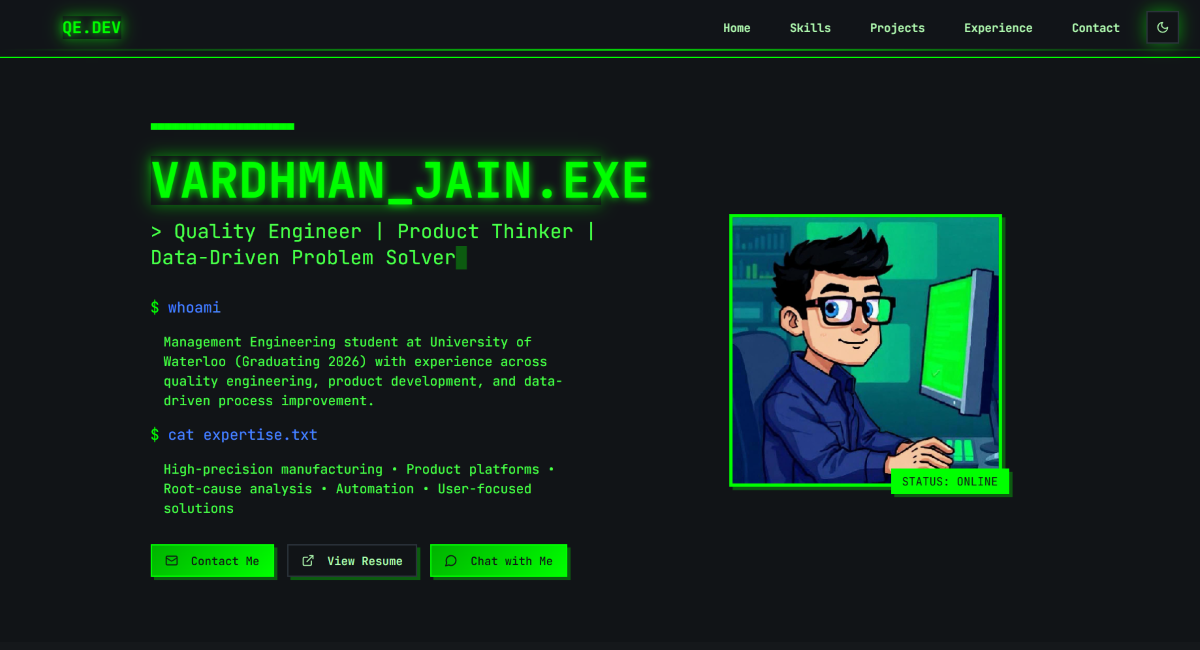 QE.DEV
Home Skills Projects Experience Contact
VARDHMAN_JAIN.EXE
> Quality Engineer | Product Thinker |
Data-Driven Problem Solver
$ whoami
Management Engineering student at University of
Waterloo (Graduating 2026) with experience across
quality engineering, product development, and data-
driven process improvement.
$ cat expertise.txt
High-precision manufacturing • Product platforms •
Root-cause analysis • Automation • User-focused
solutions
Contact Me View Resume Chat with Me
STATUS: ONLINE